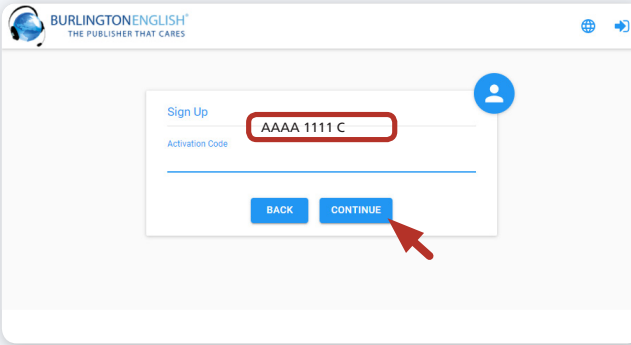 BURLINGTONENGLISH®
THE PUBLISHER THAT CARES
Sign Up
AAAA 1111 C
Activation Code
BACK CONTINUE